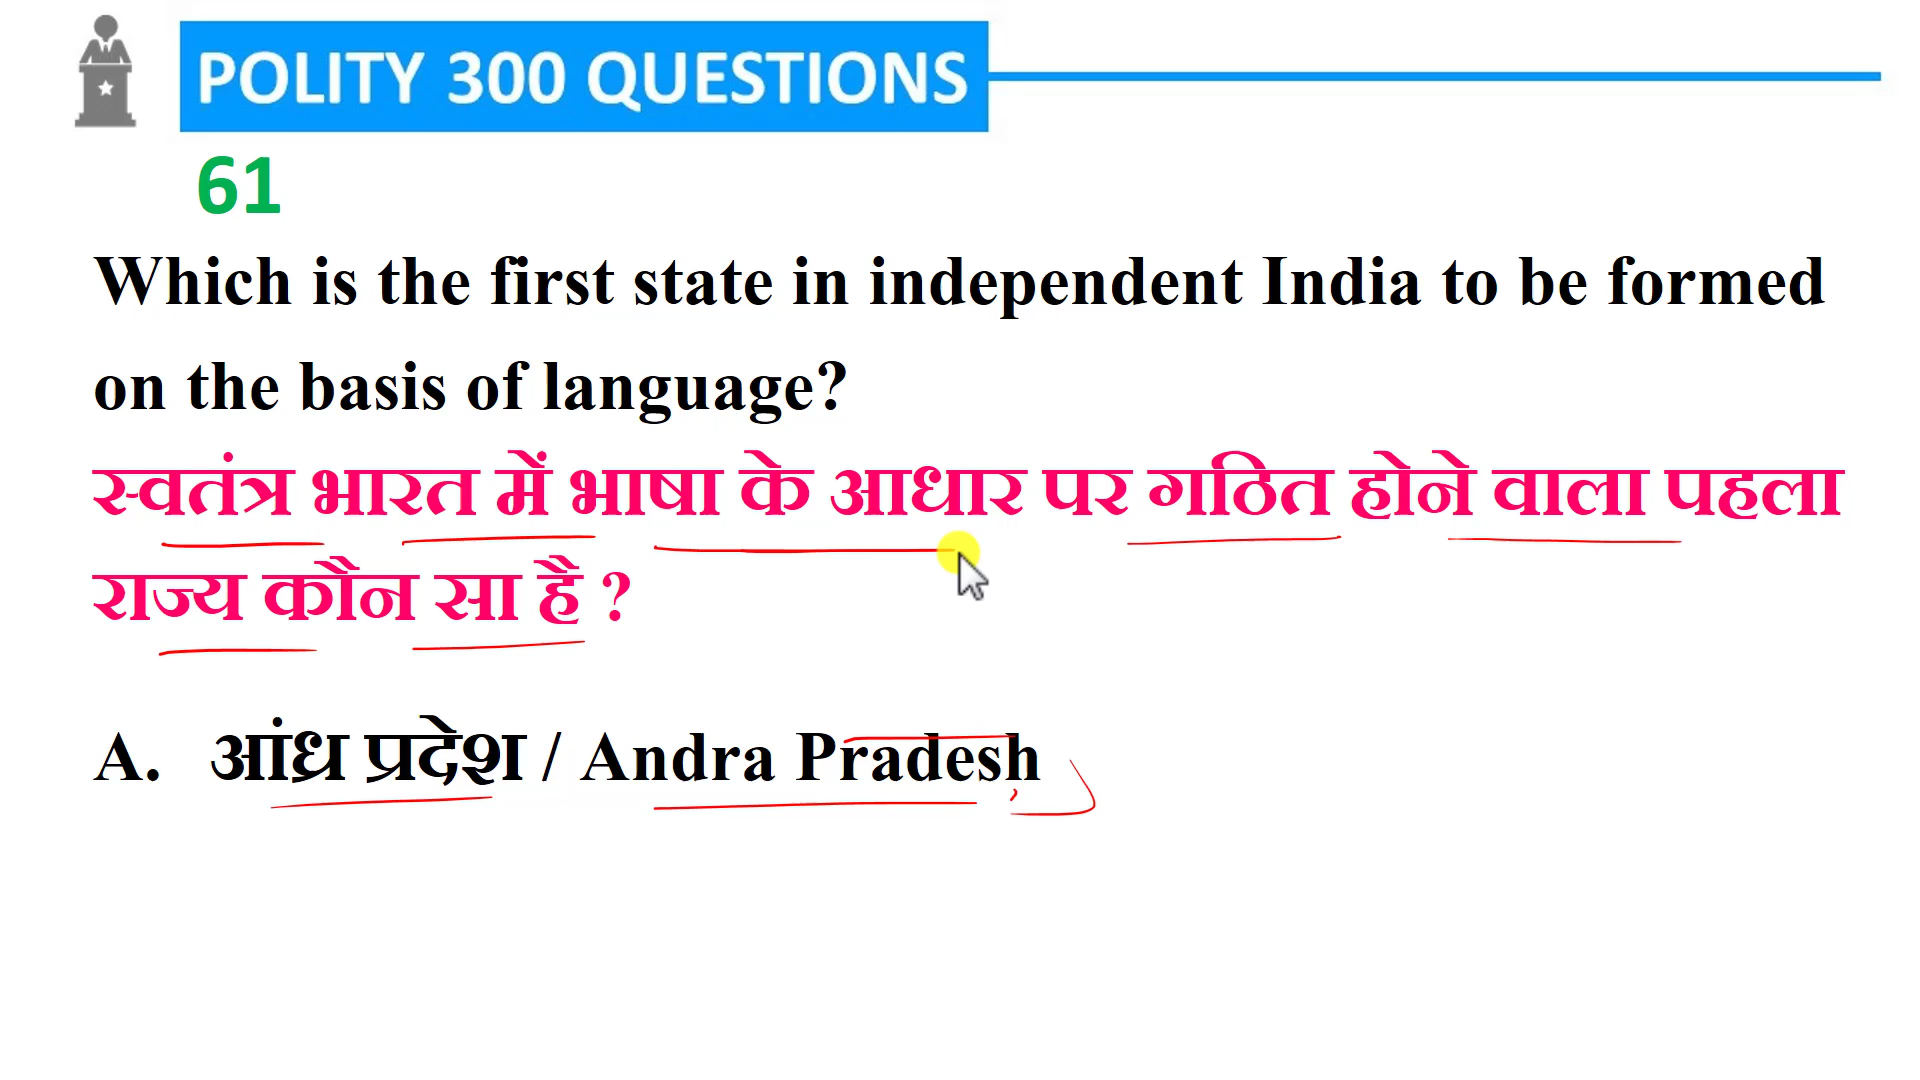 POLITY 300 QUESTIONS
61
Which is the first state in independent India to be formed
on the basis of language?
स्वतंत्र भारत में भाषा के आधार पर गठित होने वाला पहला
राज्य कौन सा है ?
A. आंध्र प्रदेश / Andra Pradesh